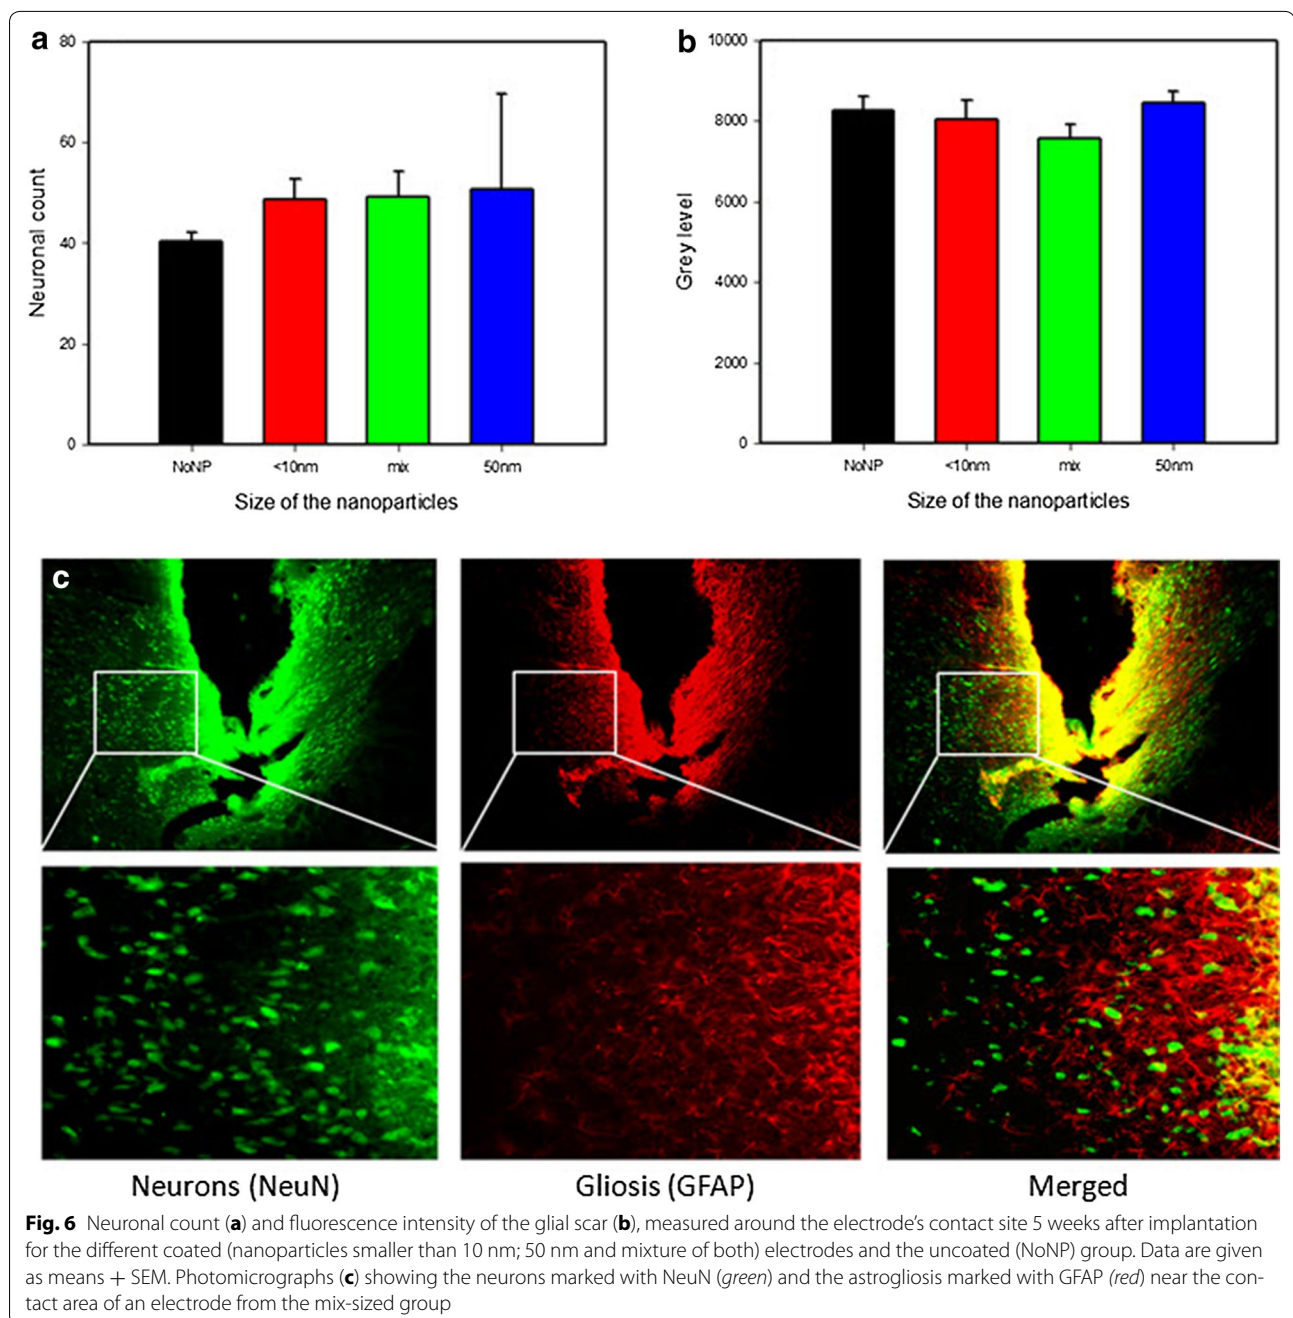 a
80
60
40
20
0
Neuronal count
NoNP <10nm mix 50nm
Size of the nanoparticles
b
10000
8000
6000
4000
2000
0
Grey level
NoNP <10nm mix 50nm
Size of the nanoparticles
c
Neurons (NeuN) Gliosis (GFAP) Merged
Fig. 6 Neuronal count (a) and fluorescence intensity of the glial scar (b), measured around the electrode's contact site 5 weeks after implantation
for the different coated (nanoparticles smaller than 10 nm; 50 nm and mixture of both) electrodes and the uncoated (NoNP) group. Data are given
as means + SEM. Photomicrographs (c) showing the neurons marked with NeuN (green) and the astrogliosis marked with GFAP (red) near the con-
tact area of an electrode from the mix-sized group